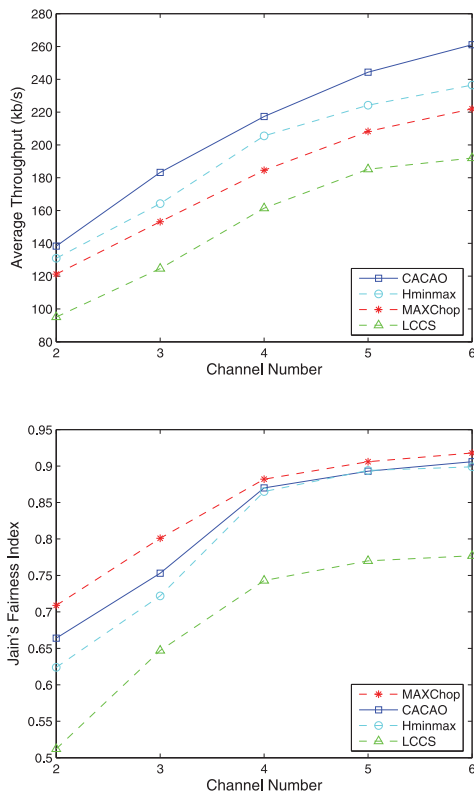 280
260
240
220
200
180
160
140
120
100
80
Average Throughput (kb/s)
2
3
4
5
6
Channel Number
CACAO
Hminmax
MAXChop
LCCS
0.95
0.9
0.85
0.8
0.75
0.7
0.65
0.6
0.55
0.5
Jain's Fairness Index
2
3
4
5
6
Channel Number
MAXChop
CACAO
Hminmax
LCCS